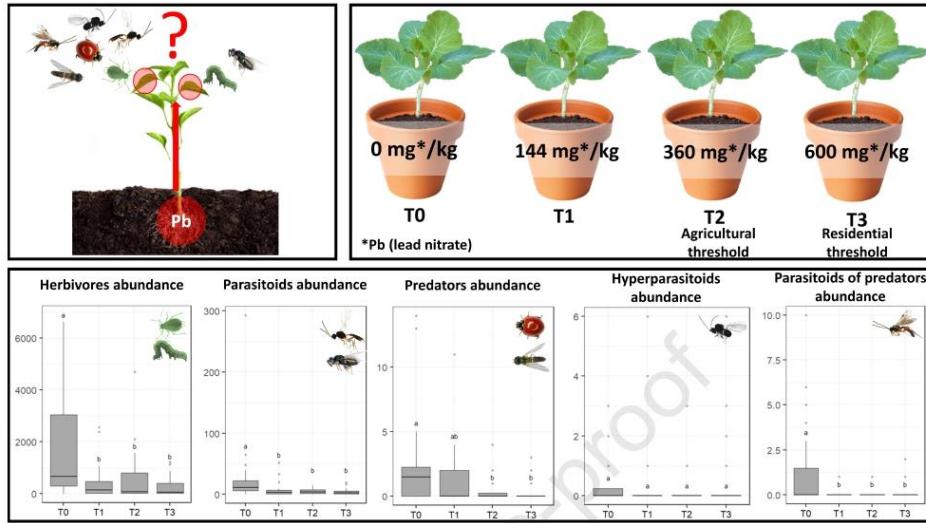 ?
Pb
0 mg*/kg
144 mg*/kg
360 mg*/kg
600 mg*/kg
T0
T1
T2
T3
Agricultural
threshold
Residential
threshold
*Pb (lead nitrate)
Herbivores abundance
6000
4000
2000
0
a
b
b
b
T0 T1 T2 T3
Parasitoids abundance
300
200
100
0
a
b
b
b
T0 T1 T2 T3
Predators abundance
10
5
0
a
ab
b
b
T0 T1 T2 T3
Hyperparasitoids
abundance
6
4
2
0
a
a
a
a
T0 T1 T2 T3
Parasitoids of predators
abundance
10.0
7.5
5.0
2.5
0.0
a
b
b
b
T0 T1 T2 T3
-proof